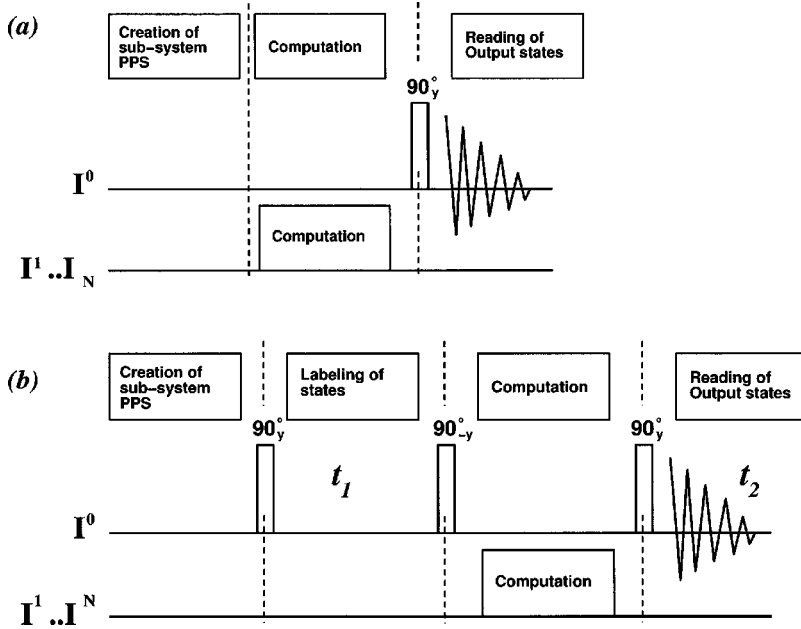 (a)
Creation of
sub-system
PPS
Computation
Reading of
Output states
90°y
I⁰
Computation
I¹ ..I N
(b)
Creation of
sub-system
PPS
Labeling of
states
Computation
Reading of
Output states
90°y
90°-y
90°y
t₁
t₂
I⁰
Computation
I¹ ..Iᴺ